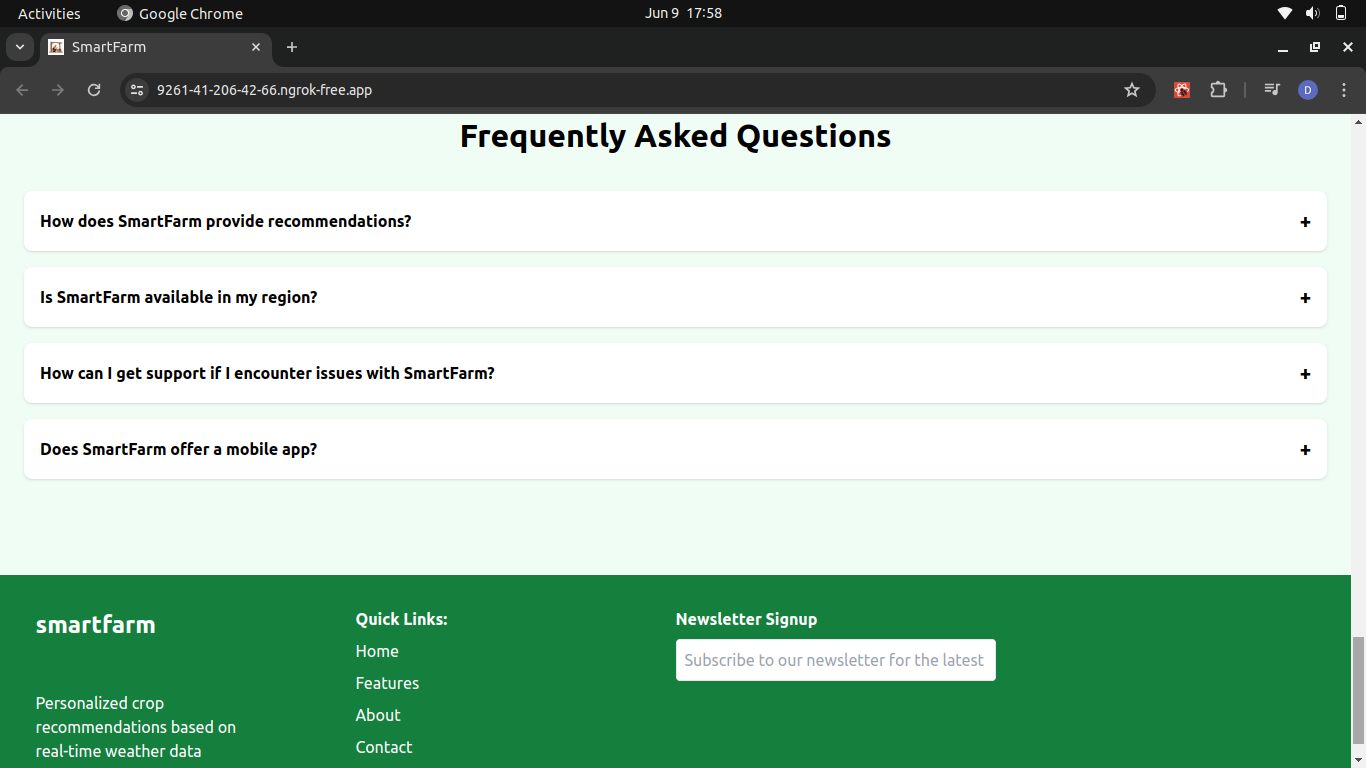 Activities
Google Chrome
Jun 9 17:58
SmartFarm
9261-41-206-42-66.ngrok-free.app
D
Frequently Asked Questions
How does SmartFarm provide recommendations?
+
Is SmartFarm available in my region?
+
How can I get support if I encounter issues with SmartFarm?
+
Does SmartFarm offer a mobile app?
+
smartfarm
Personalized crop
recommendations based on
real-time weather data
Quick Links:
Home
Features
About
Contact
Newsletter Signup
Subscribe to our newsletter for the latest